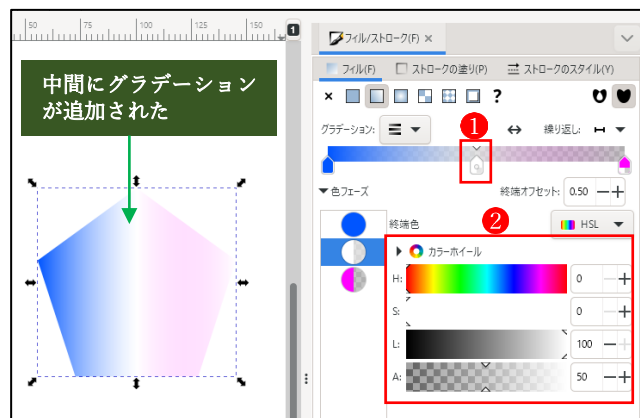 50 75 100 125 150
1
中間にグラデーション
が追加された
フィル/ストローク(F) ×
フィル(F) ストロークの塗り(P) ストロークのスタイル(Y)
× ?
グラデーション: 1 繰り返し:
色フェーズ 終端オフセット: 0.50 — +
終端色 2 HSL
カラーホイール
H: 0 — +
S: 0 — +
L: 100 — +
A: 50 — +